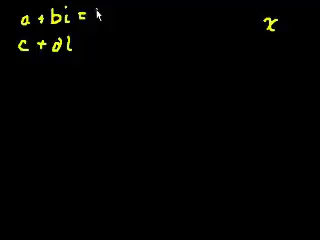 a + bi =
x
c + di